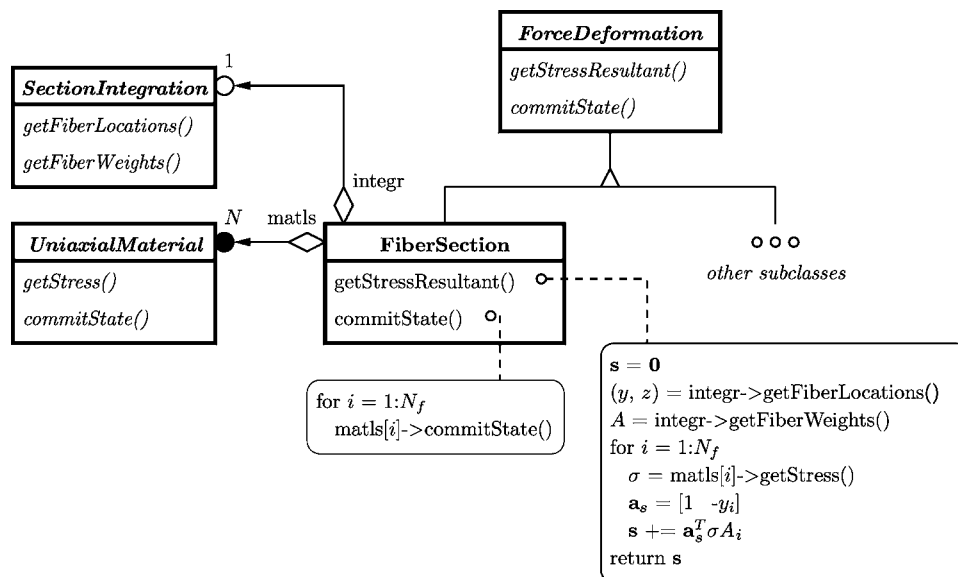 ForceDeformation
getStressResultant()
commitState()
1
SectionIntegration
getFiberLocations()
getFiberWeights()
integr
matls
N
UniaxialMaterial
getStress()
commitState()
FiberSection
getStressResultant()
commitState()
other subclasses
for i = 1:N_f
matls[i]->commitState()
s = 0
(y, z) = integr->getFiberLocations()
A = integr->getFiberWeights()
for i = 1:N_f
σ = matls[i]->getStress()
a_s = [1 -y_i]
s += a_s^T σA_i
return s